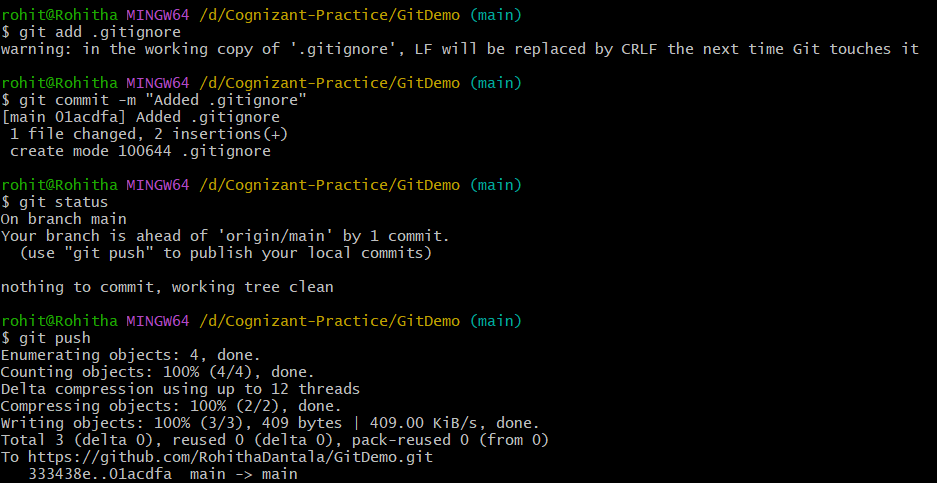 rohit@Rohitha MINGW64 /d/Cognizant-Practice/GitDemo (main)
$ git add .gitignore
warning: in the working copy of '.gitignore', LF will be replaced by CRLF the next time Git touches it

rohit@Rohitha MINGW64 /d/Cognizant-Practice/GitDemo (main)
$ git commit -m "Added .gitignore"
[main 01acdfa] Added .gitignore
 1 file changed, 2 insertions(+)
 create mode 100644 .gitignore

rohit@Rohitha MINGW64 /d/Cognizant-Practice/GitDemo (main)
$ git status
On branch main
Your branch is ahead of 'origin/main' by 1 commit.
  (use "git push" to publish your local commits)

nothing to commit, working tree clean

rohit@Rohitha MINGW64 /d/Cognizant-Practice/GitDemo (main)
$ git push
Enumerating objects: 4, done.
Counting objects: 100% (4/4), done.
Delta compression using up to 12 threads
Compressing objects: 100% (2/2), done.
Writing objects: 100% (3/3), 409 bytes | 409.00 KiB/s, done.
Total 3 (delta 0), reused 0 (delta 0), pack-reused 0 (from 0)
To https://github.com/RohithaDantala/GitDemo.git
   333438e..01acdfa  main -> main